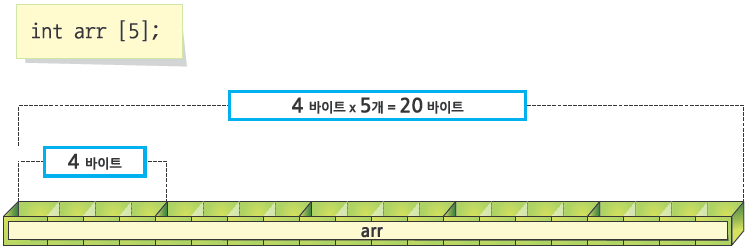 int arr [5];
4 바이트 x 5개 = 20 바이트
4 바이트
arr